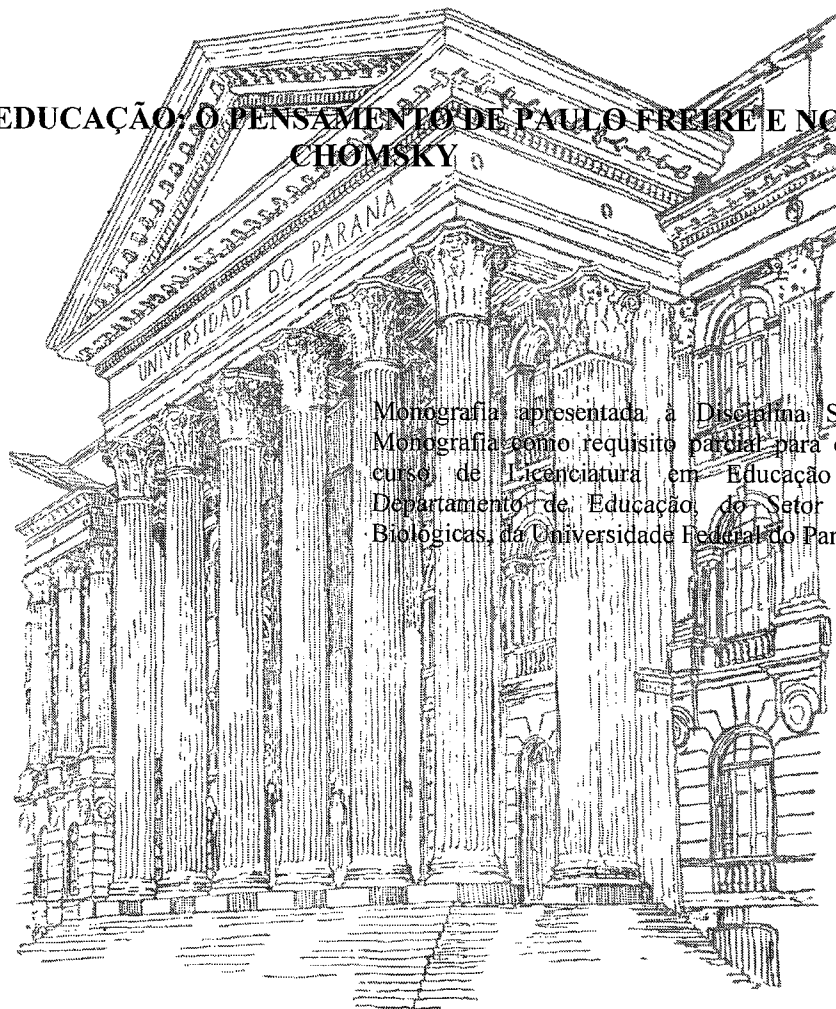 EDUCAÇÃO: O PENSAMENTO DE PAULO FREIRE E NO
CHOMSKY
UNIVERSIDADE DO PARANÁ
Monografia apresentada à Disciplina S
Monografia como requisito parcial para
curso de Licenciatura em Educação
Departamento de Educação, do Setor
Biológicas, da Universidade Federal do Par